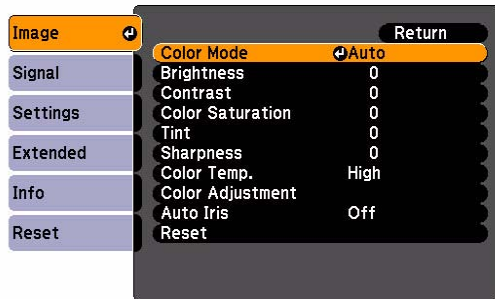 Image
Signal
Settings
Extended
Info
Reset
Return
Color Mode Auto
Brightness 0
Contrast 0
Color Saturation 0
Tint 0
Sharpness 0
Color Temp. High
Color Adjustment
Auto Iris Off
Reset